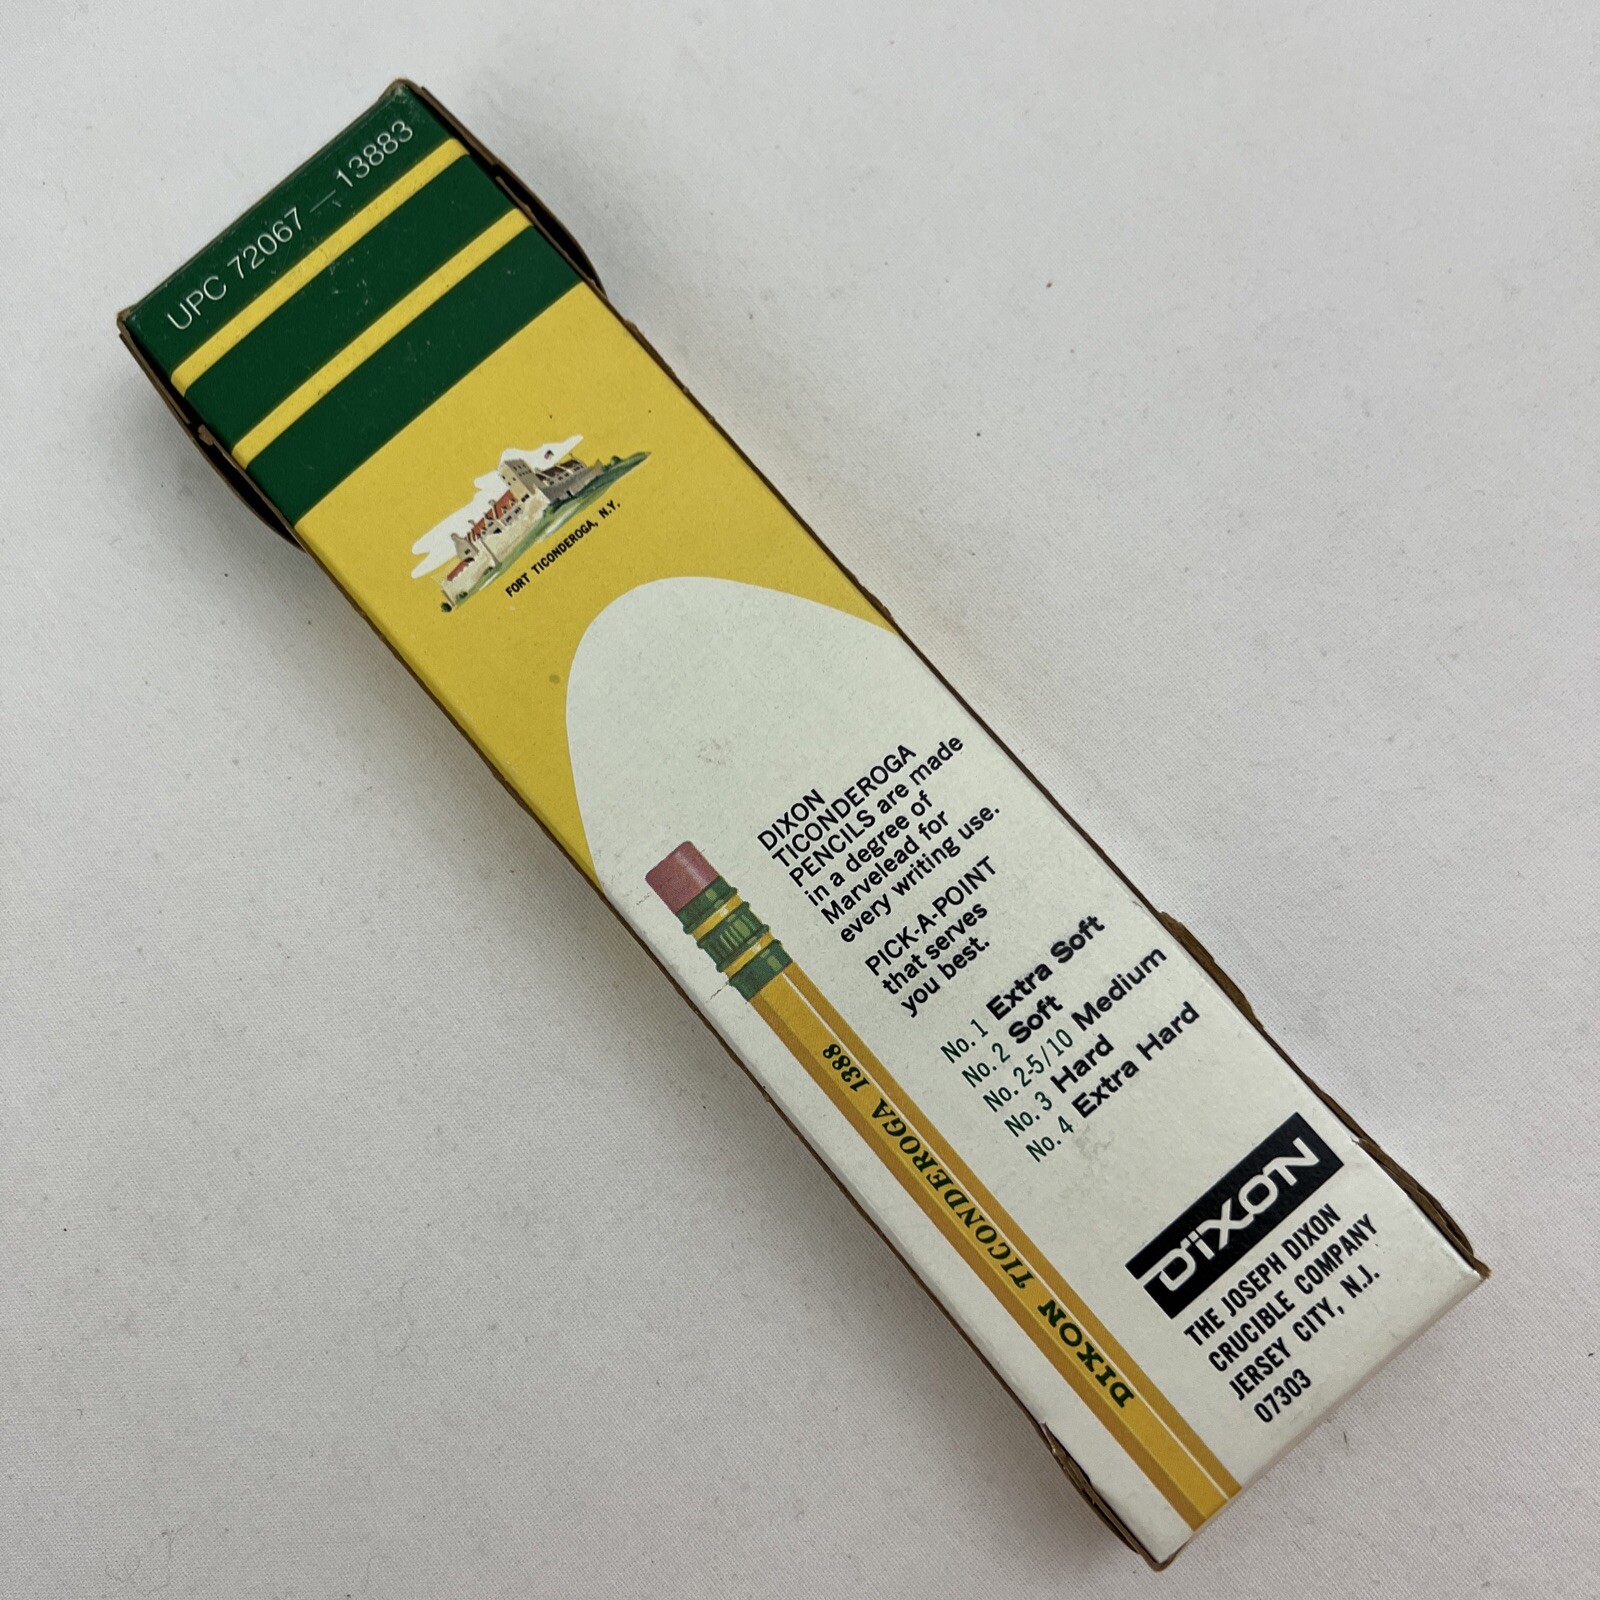 UPC 72067 — 13883
FORT TICONDEROGA, N.Y.
DIXON
TICONDEROGA
PENCILS are made
in a degree of
Marvelead for
every writing use.
PICK-A-POINT
that serves
you best.
No. 1 Extra Soft
No. 2 Soft
No. 2-5/10 Medium
No. 3 Hard
No. 4 Extra Hard
DIXON TICONDEROGA 1388
DIXON
THE JOSEPH DIXON
CRUCIBLE COMPANY
JERSEY CITY, N.J.
07303